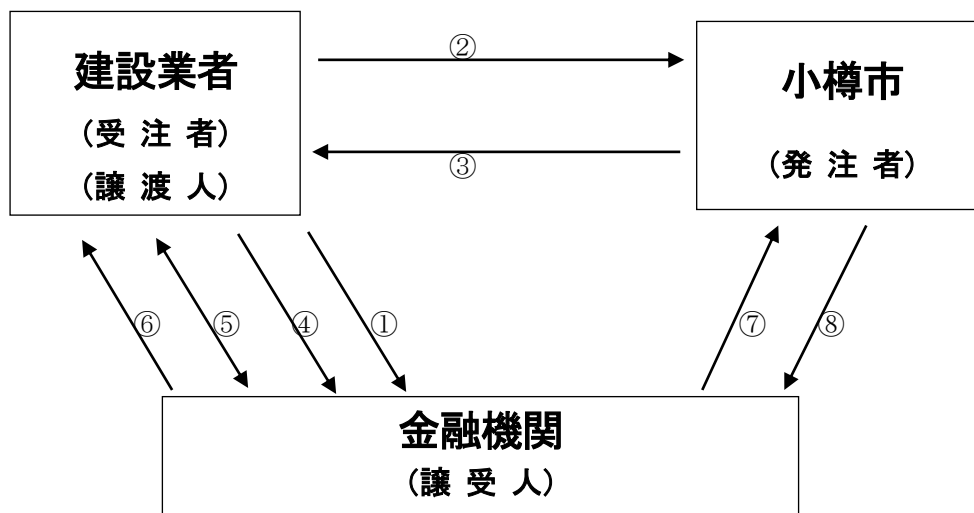 建設業者
(受 注 者)
(譲 渡 人)
②
③
小樽市
(発 注 者)
⑥
⑤
④
①
⑦
⑧
金融機関
(譲 受 人)